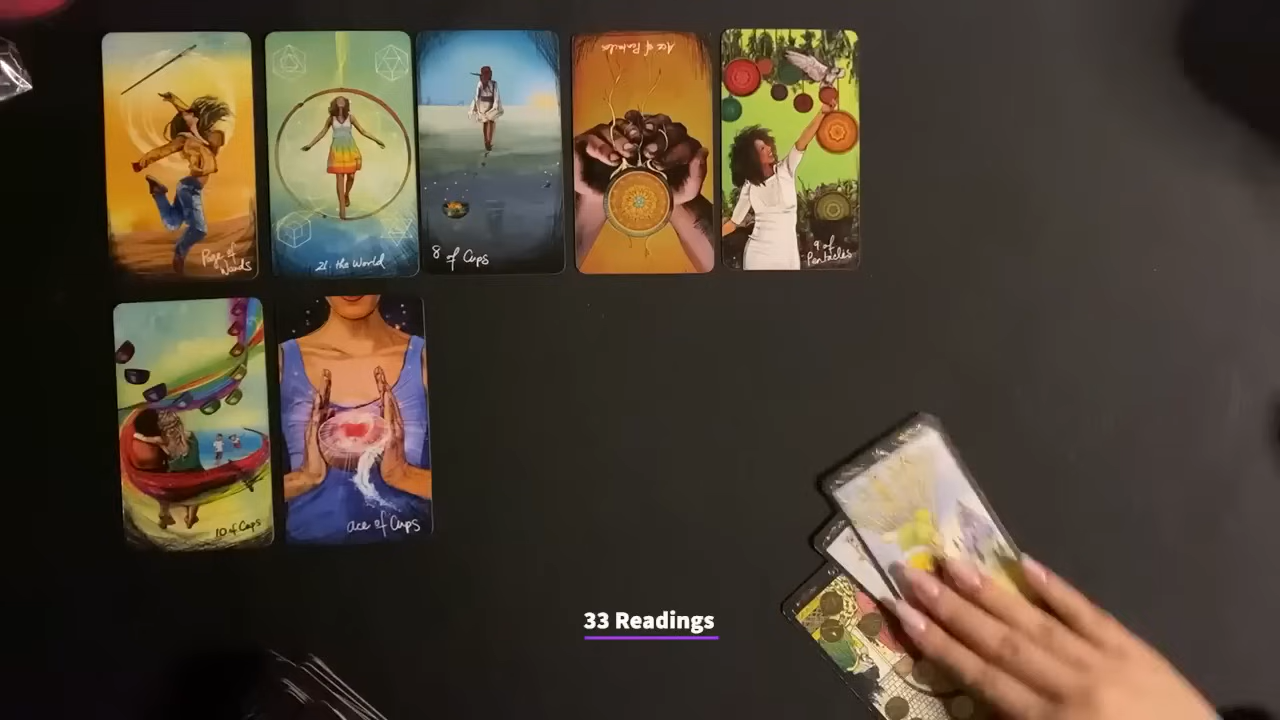 Page of
Wands
21. the World
8 of Cups
Ace of Pentacles
9 of
Pentacles
10 of Cups
ace of Cups
33 Readings